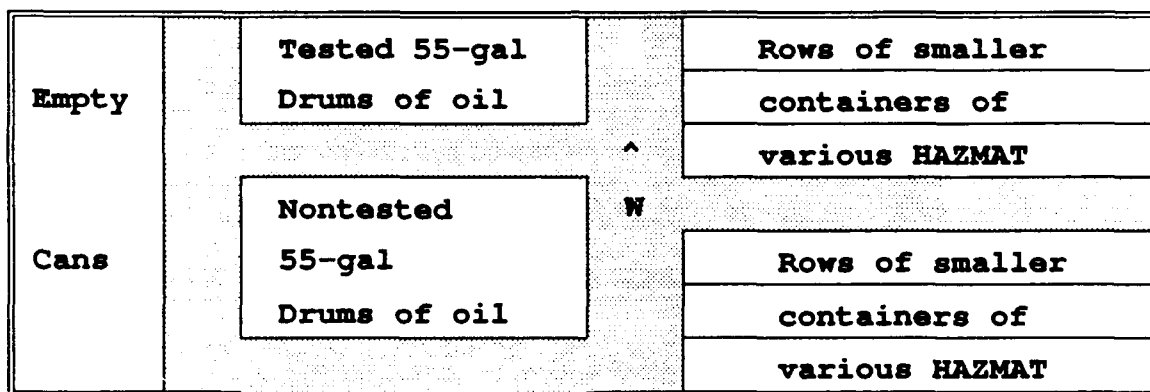 Empty
Cans
Tested 55-gal
Drums of oil
Nontested
55-gal
Drums of oil
^
W
Rows of smaller
containers of
various HAZMAT
Rows of smaller
containers of
various HAZMAT